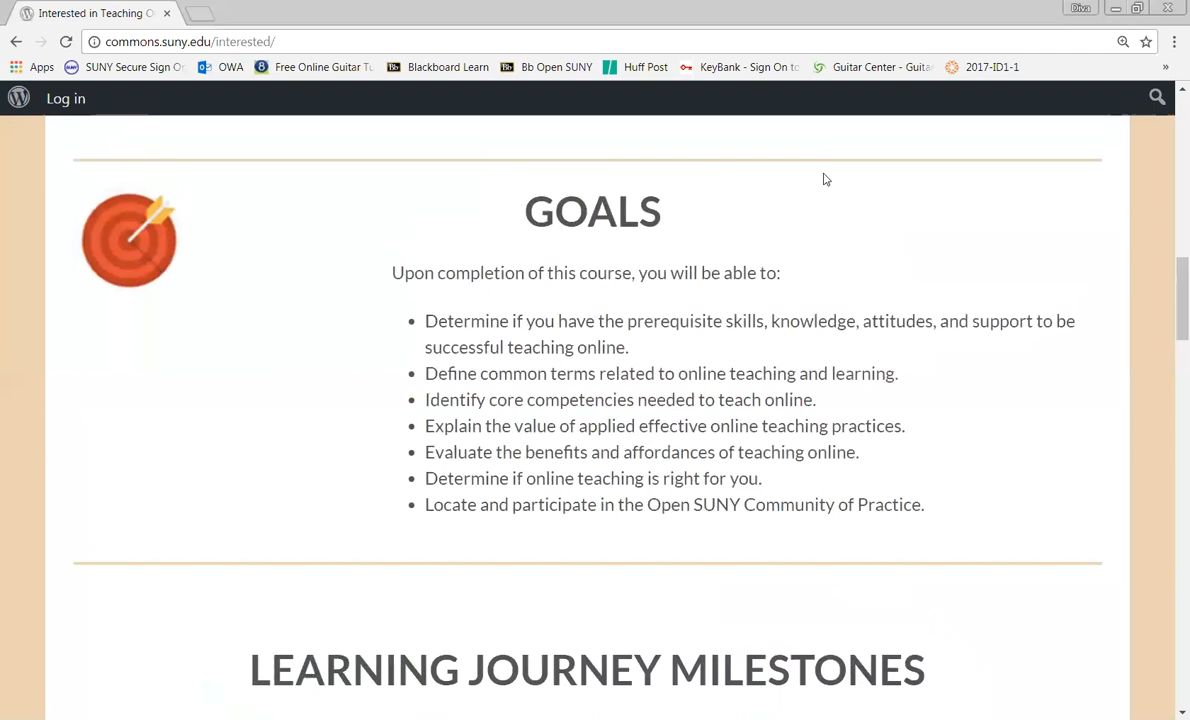 Interested in Teaching O
Diva
commons.suny.edu/interested/
Apps
SUNY Secure Sign O
OWA
Free Online Guitar Tu
Blackboard Learn
Bb Open SUNY
Huff Post
KeyBank - Sign On to
Guitar Center - Guita
2017-ID1-1
Log in
GOALS
Upon completion of this course, you will be able to:
• Determine if you have the prerequisite skills, knowledge, attitudes, and support to be
successful teaching online.
• Define common terms related to online teaching and learning.
• Identify core competencies needed to teach online.
• Explain the value of applied effective online teaching practices.
• Evaluate the benefits and affordances of teaching online.
• Determine if online teaching is right for you.
• Locate and participate in the Open SUNY Community of Practice.
LEARNING JOURNEY MILESTONES